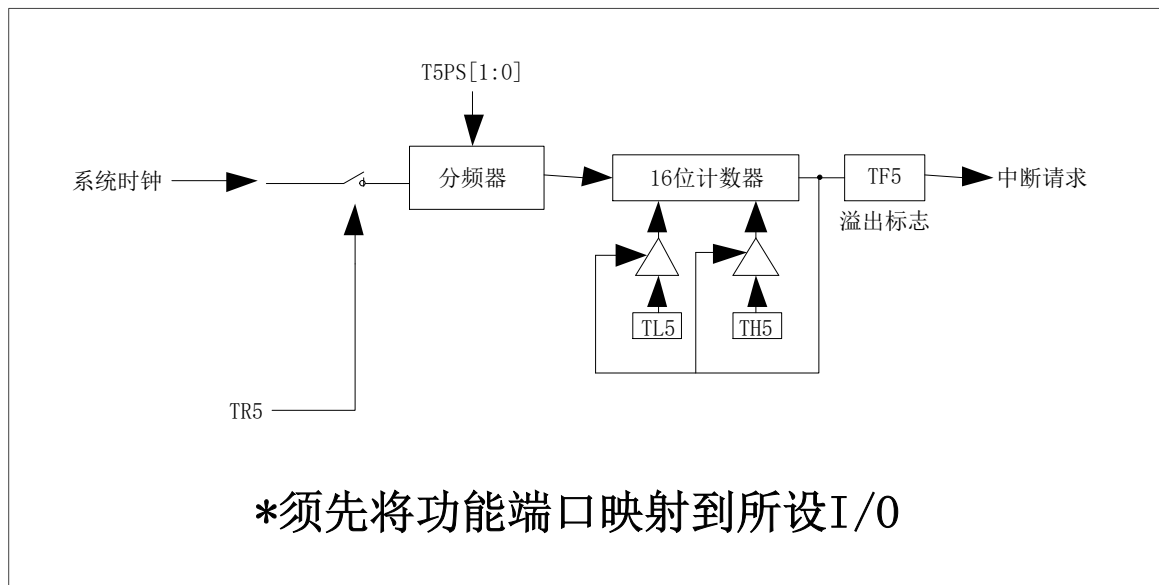 T5PS[1:0]
系统时钟
分频器
16位计数器
TF5
中断请求
溢出标志
TL5
TH5
TR5
*须先将功能端口映射到所设I/O